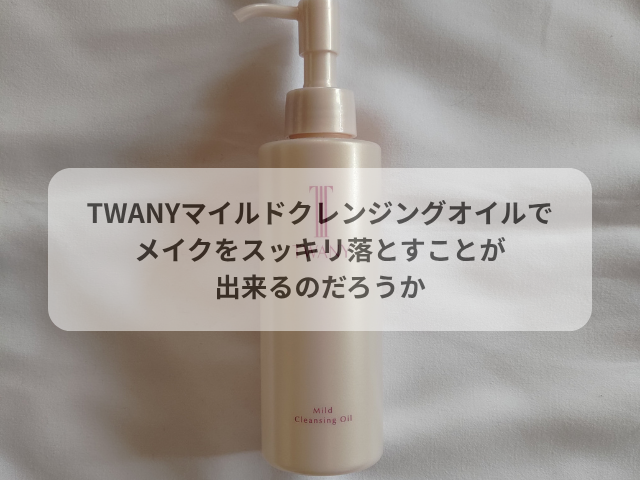 T
TWANY
TWANYマイルドクレンジングオイルで
メイクをスッキリ落とすことが
出来るのだろうか
Mild
Cleansing Oil